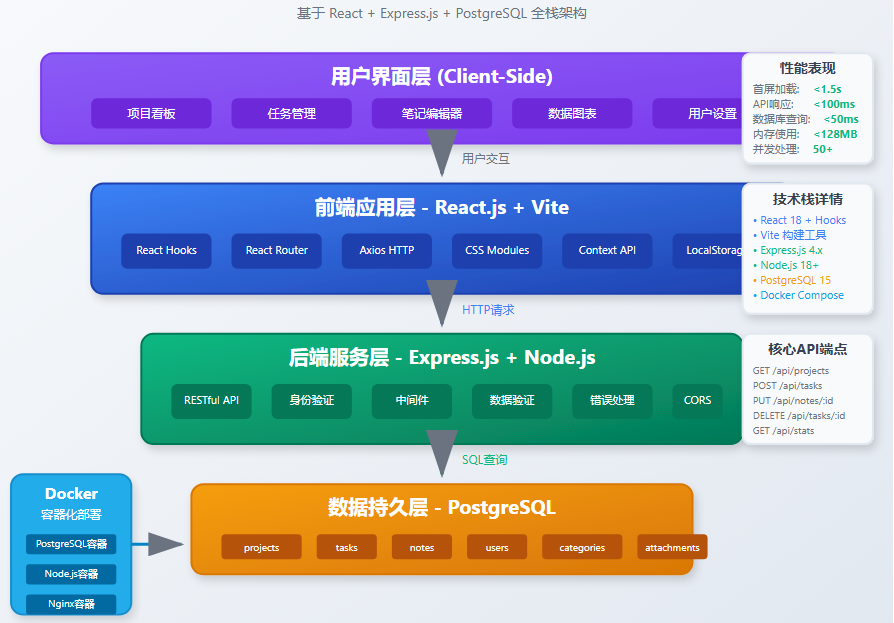 基于 React + Express.js + PostgreSQL 全栈架构
用户界面层 (Client-Side)
项目看板
任务管理
笔记编辑器
数据图表
用户设置
性能表现
首屏加载: <1.5s
API响应: <100ms
数据库查询: <50ms
内存使用: <128MB
并发处理: 50+
用户交互
前端应用层 - React.js + Vite
React Hooks
React Router
Axios HTTP
CSS Modules
Context API
LocalStorag
技术栈详情
• React 18 + Hooks
• Vite 构建工具
• Express.js 4.x
• Node.js 18+
• PostgreSQL 15
• Docker Compose
HTTP请求
后端服务层 - Express.js + Node.js
RESTful API
身份验证
中间件
数据验证
错误处理
CORS
核心API端点
GET /api/projects
POST /api/tasks
PUT /api/notes/:id
DELETE /api/tasks/:id
GET /api/stats
SQL查询
Docker
容器化部署
PostgreSQL容器
Node.js容器
Nginx容器
数据持久层 - PostgreSQL
projects
tasks
notes
users
categories
attachments